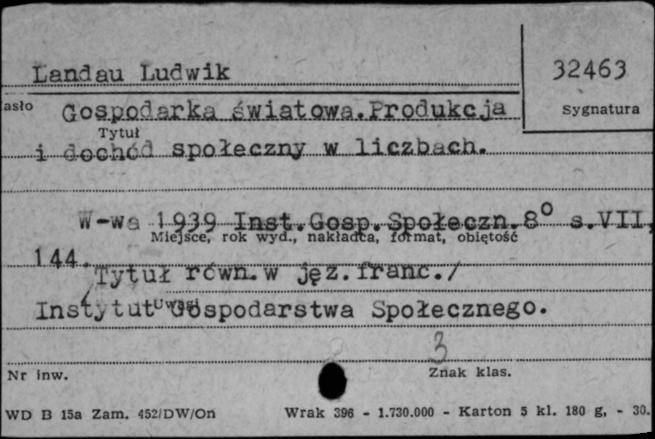 Landau Ludwik
32463
asło
Sygnatura
Gospodarka światowa.Produkcja
Tytuł
i dochód społeczny w liczbach.
W-wa 1939 Inst.Gosp.Społeczn.8° s.VII,
Miejsce, rok wyd., nakładca, format, objętość
144.
Tytuł równ.w jęz.franc./
Instytut Gospodarstwa Społecznego.
Uwagi
3
Nr inw.
Znak klas.
WD B 15a Zam. 452/DW/On
Wrak 396 - 1.730.000 - Karton 5 kl. 180 g, - 30.